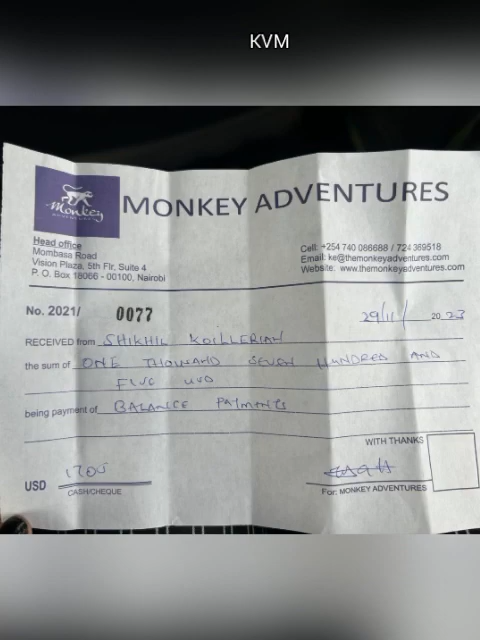 KVM
Monkey
MONKEY ADVENTURES
Head office
Mombasa Road
Vision Plaza, 5th Flr, Suite 4
P. O. Box 18066 - 00100, Nairobi
Cell: +254 740 086688 / 724 369518
Email: ke@themonkeyadventures.com
Website: www.themonkeyadventures.com
No. 2021/ 0077
29/11/ 2023
RECEIVED from SHIKHIL KOILLERIAN
the sum of ONE THOUSAND SEVEN HUNDRED AND
FIVE USD
being payment of BALANCE PAYMENTS
WITH THANKS
USD 1705
CASH/CHEQUE
For: MONKEY ADVENTURES